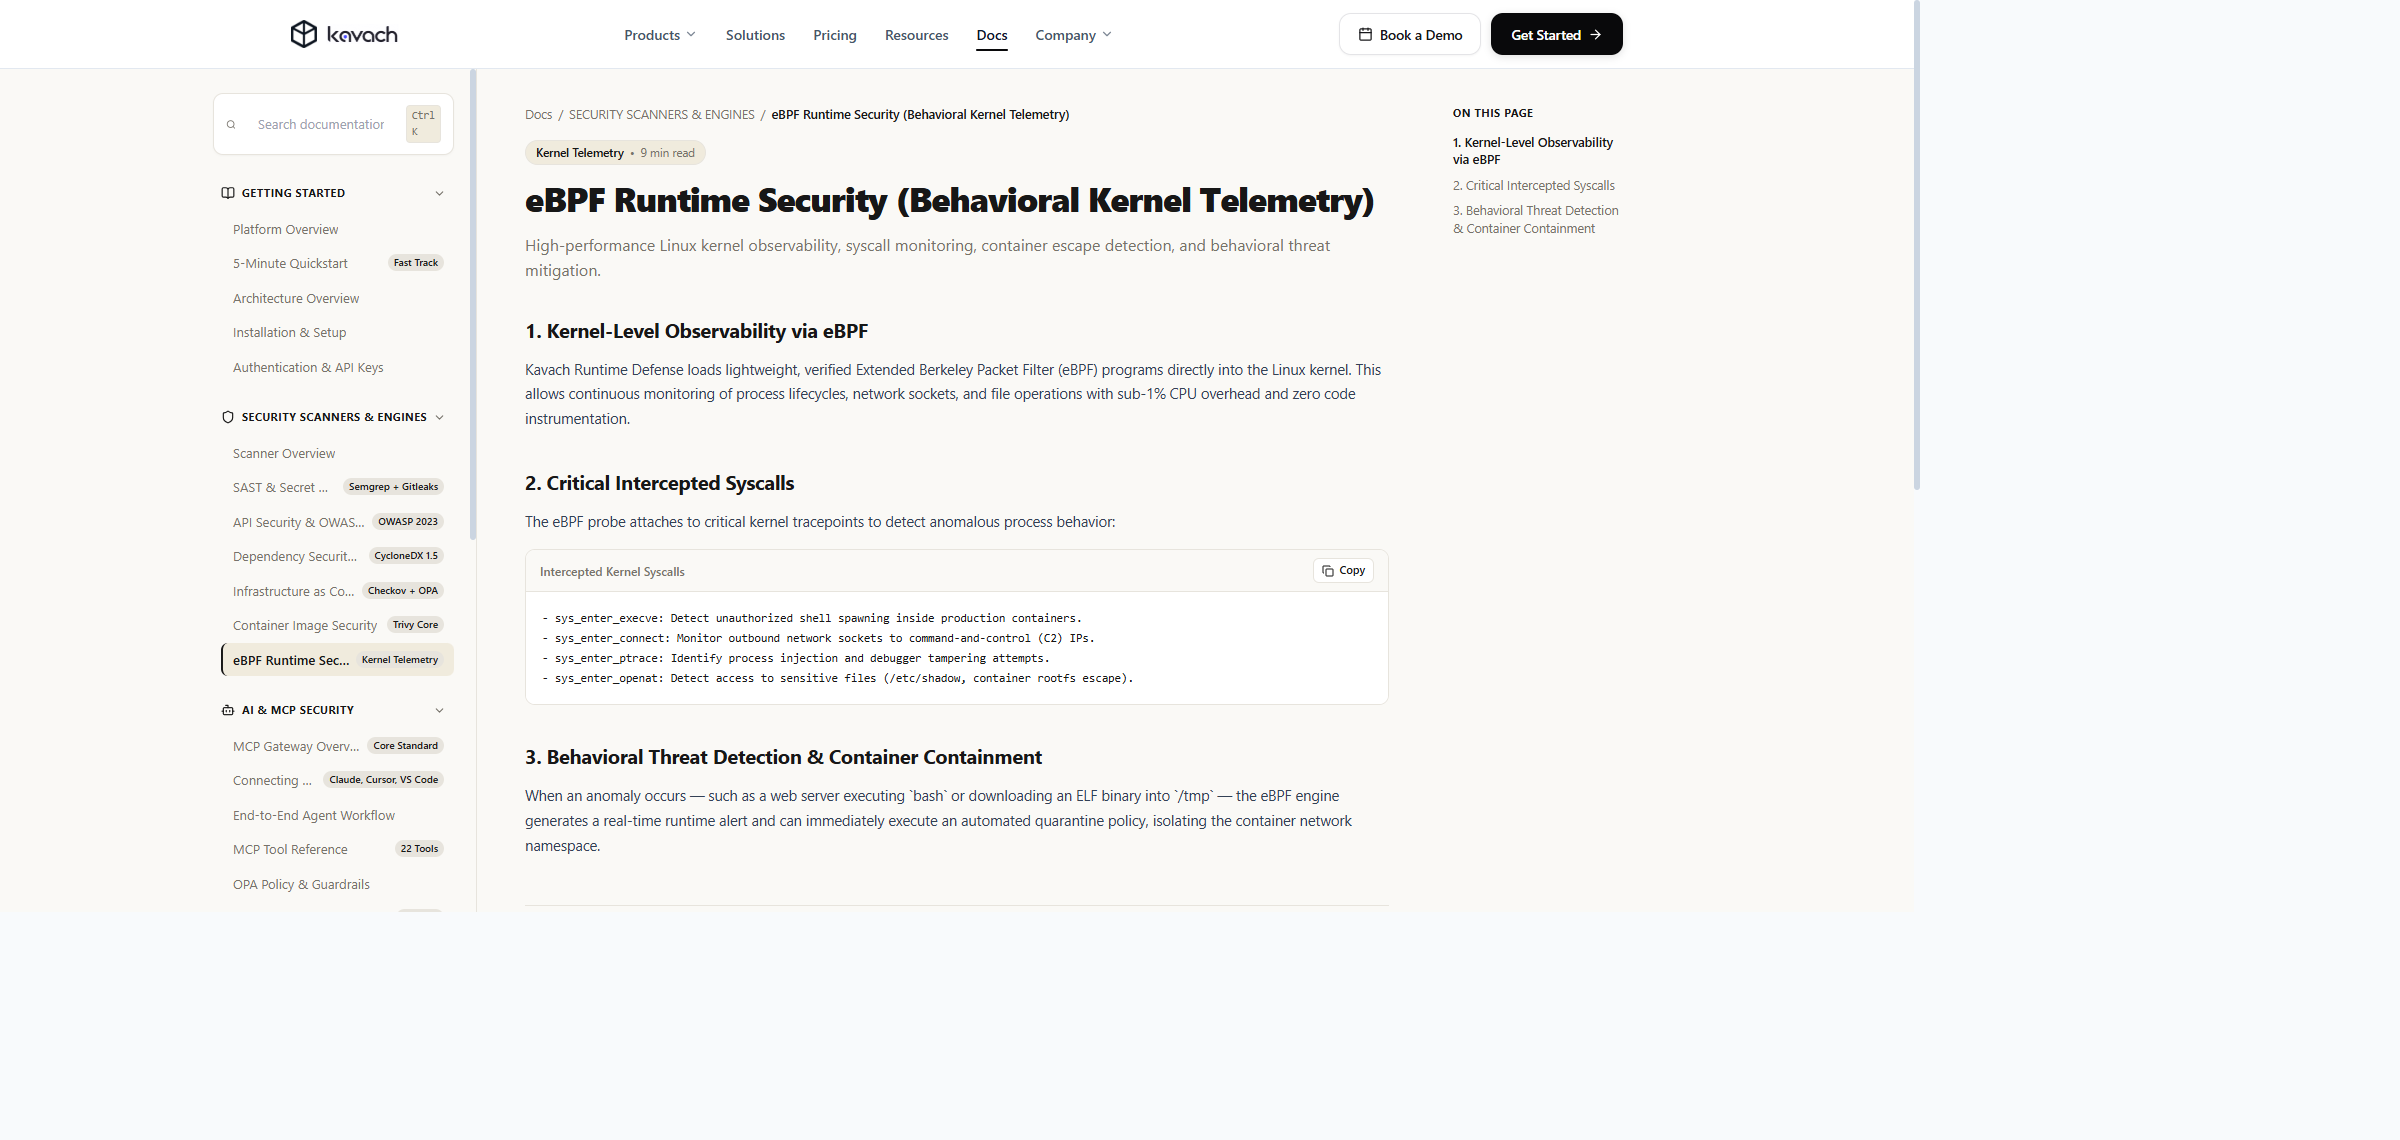 kavach
Products
Solutions
Pricing
Resources
Docs
Company
Book a Demo
Get Started
Search documentation
Ctrl
K
GETTING STARTED
Platform Overview
5-Minute Quickstart
Fast Track
Architecture Overview
Installation & Setup
Authentication & API Keys
SECURITY SCANNERS & ENGINES
Scanner Overview
SAST & Secret ...
Semgrep + Gitleaks
API Security & OWAS...
OWASP 2023
Dependency Securit...
CycloneDX 1.5
Infrastructure as Co...
Checkov + OPA
Container Image Security
Trivy Core
eBPF Runtime Sec...
Kernel Telemetry
AI & MCP SECURITY
MCP Gateway Overv...
Core Standard
Connecting ...
Claude, Cursor, VS Code
End-to-End Agent Workflow
MCP Tool Reference
22 Tools
OPA Policy & Guardrails
Docs / SECURITY SCANNERS & ENGINES / eBPF Runtime Security (Behavioral Kernel Telemetry)
Kernel Telemetry • 9 min read
eBPF Runtime Security (Behavioral Kernel Telemetry)
High-performance Linux kernel observability, syscall monitoring, container escape detection, and behavioral threat
mitigation.
1. Kernel-Level Observability via eBPF
Kavach Runtime Defense loads lightweight, verified Extended Berkeley Packet Filter (eBPF) programs directly into the Linux kernel. This
allows continuous monitoring of process lifecycles, network sockets, and file operations with sub-1% CPU overhead and zero code
instrumentation.
2. Critical Intercepted Syscalls
The eBPF probe attaches to critical kernel tracepoints to detect anomalous process behavior:
Intercepted Kernel Syscalls
Copy
- sys_enter_execve: Detect unauthorized shell spawning inside production containers.
- sys_enter_connect: Monitor outbound network sockets to command-and-control (C2) IPs.
- sys_enter_ptrace: Identify process injection and debugger tampering attempts.
- sys_enter_openat: Detect access to sensitive files (/etc/shadow, container rootfs escape).
3. Behavioral Threat Detection & Container Containment
When an anomaly occurs — such as a web server executing `bash` or downloading an ELF binary into `/tmp` — the eBPF engine
generates a real-time runtime alert and can immediately execute an automated quarantine policy, isolating the container network
namespace.
ON THIS PAGE
1. Kernel-Level Observability
via eBPF
2. Critical Intercepted Syscalls
3. Behavioral Threat Detection
& Container Containment